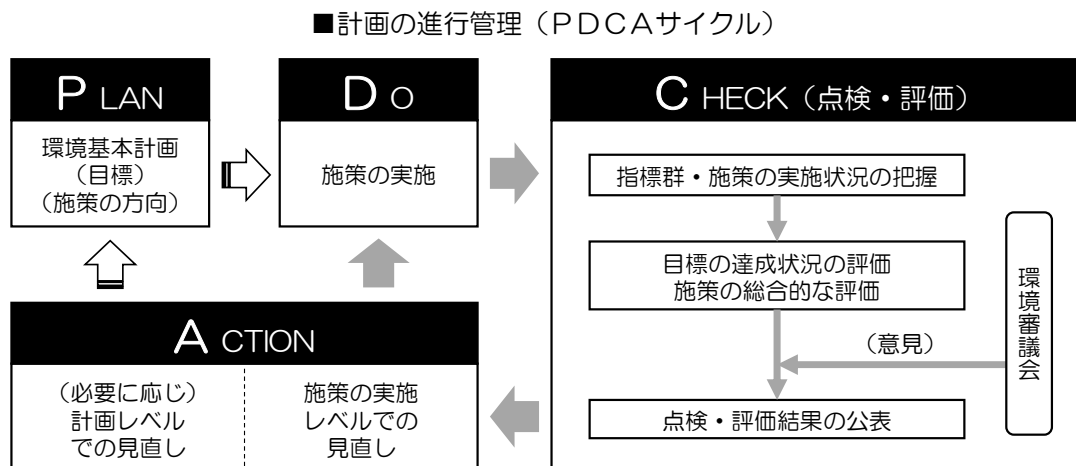 ■計画の進行管理（ＰＤＣＡサイクル）
P LAN
環境基本計画
（目標）
（施策の方向）
D O
施策の実施
C HECK（点検・評価）
指標群・施策の実施状況の把握
目標の達成状況の評価
施策の総合的な評価
（意見）
環境審議会
点検・評価結果の公表
A CTION
（必要に応じ）
計画レベル
での見直し
施策の実施
レベルでの
見直し